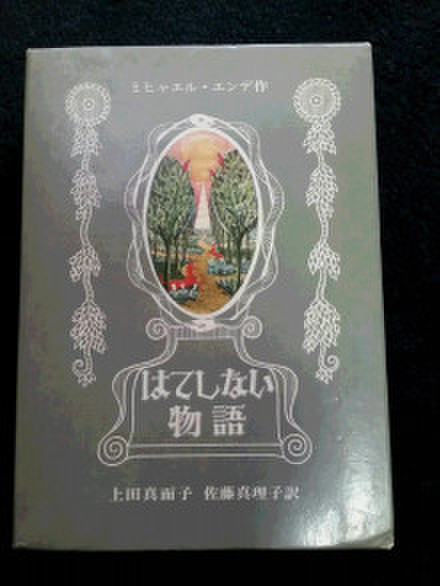 ミヒャエル・エンデ作
はてしない
物語
上田真而子 佐藤真理子訳